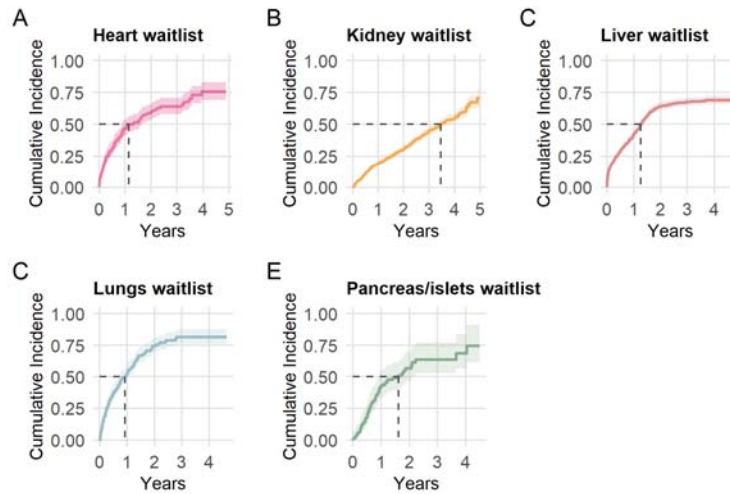 A
Heart waitlist
Cumulative Incidence
1.00
0.75
0.50
0.25
0.00
0 1 2 3 4 5
Years
B
Kidney waitlist
Cumulative Incidence
1.00
0.75
0.50
0.25
0.00
0 1 2 3 4 5
Years
C
Liver waitlist
Cumulative Incidence
1.00
0.75
0.50
0.25
0.00
0 1 2 3 4
Years
C
Lungs waitlist
Cumulative Incidence
1.00
0.75
0.50
0.25
0.00
0 1 2 3 4
Years
E
Pancreas/islets waitlist
Cumulative Incidence
1.00
0.75
0.50
0.25
0.00
0 1 2 3 4
Years